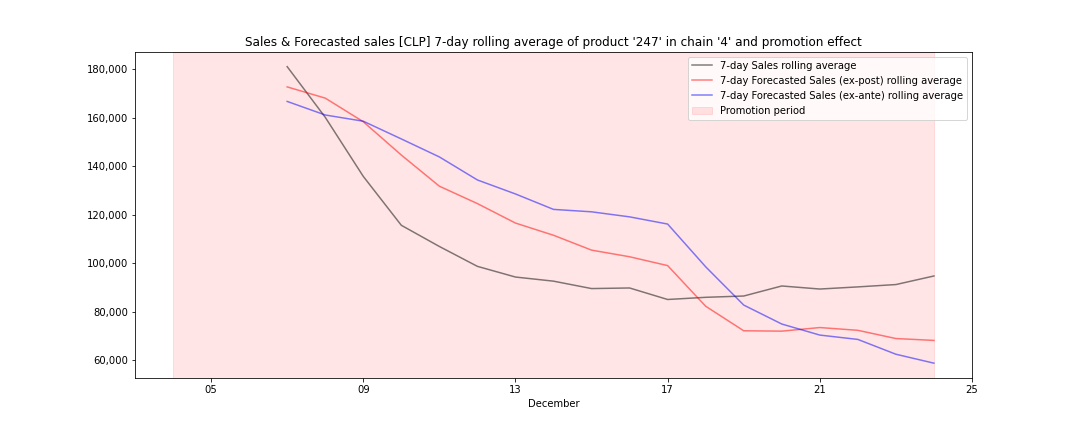 Sales & Forecasted sales [CLP] 7-day rolling average of product '247' in chain '4' and promotion effect
7-day Sales rolling average
7-day Forecasted Sales (ex-post) rolling average
7-day Forecasted Sales (ex-ante) rolling average
Promotion period
180,000
160,000
140,000
120,000
100,000
80,000
60,000
05 09 13 17 21 25
December